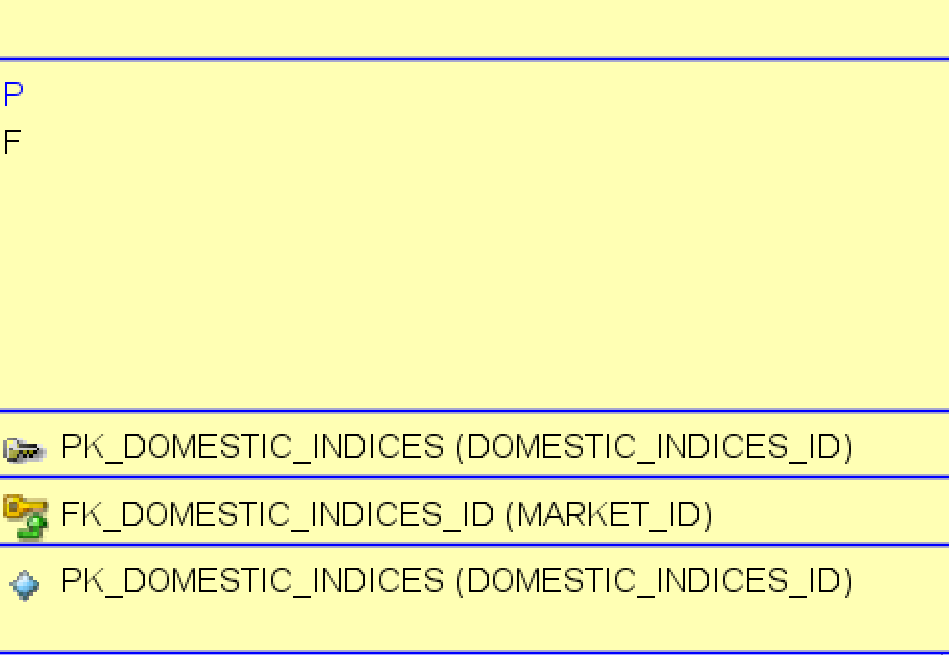 P
F
PK_DOMESTIC_INDICES (DOMESTIC_INDICES_ID)
FK_DOMESTIC_INDICES_ID (MARKET_ID)
PK_DOMESTIC_INDICES (DOMESTIC_INDICES_ID)